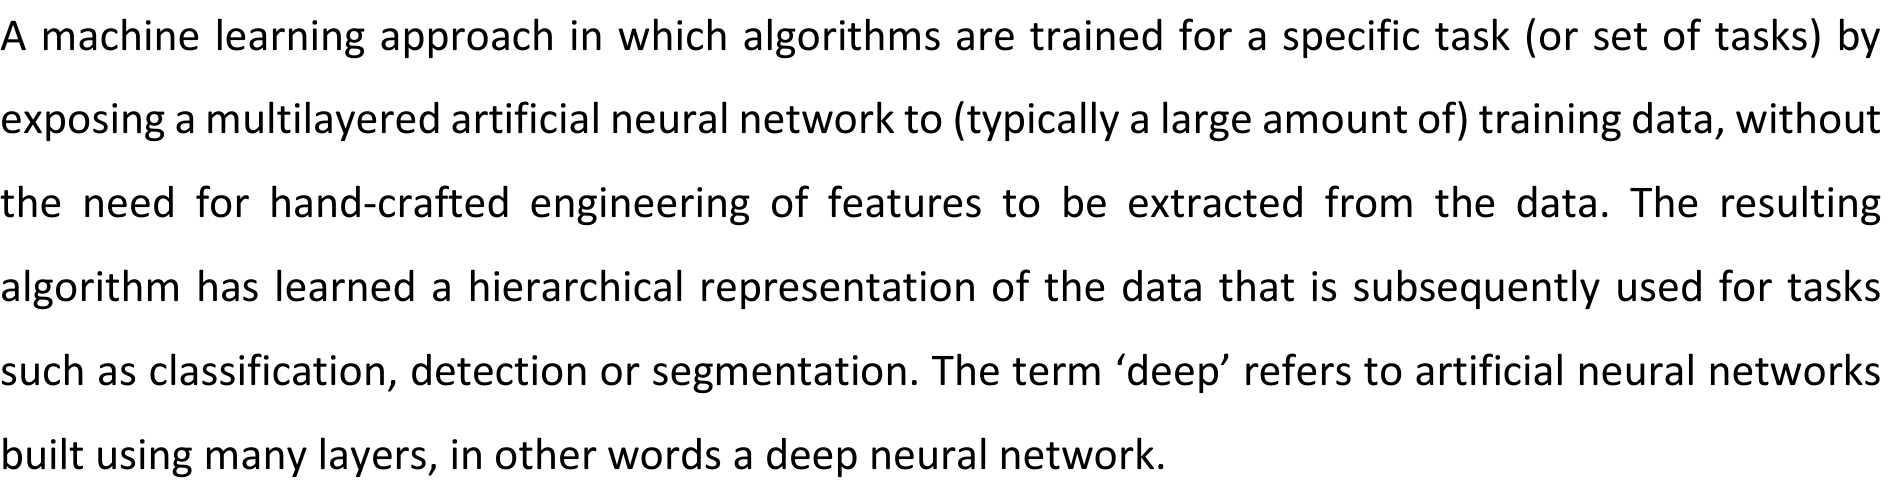 A machine learning approach in which algorithms are trained for a specific task (or set of tasks) by
exposing a multilayered artificial neural network to (typically a large amount of) training data, without
the need for hand-crafted engineering of features to be extracted from the data. The resulting
algorithm has learned a hierarchical representation of the data that is subsequently used for tasks
such as classification, detection or segmentation. The term ‘deep’ refers to artificial neural networks
built using many layers, in other words a deep neural network.